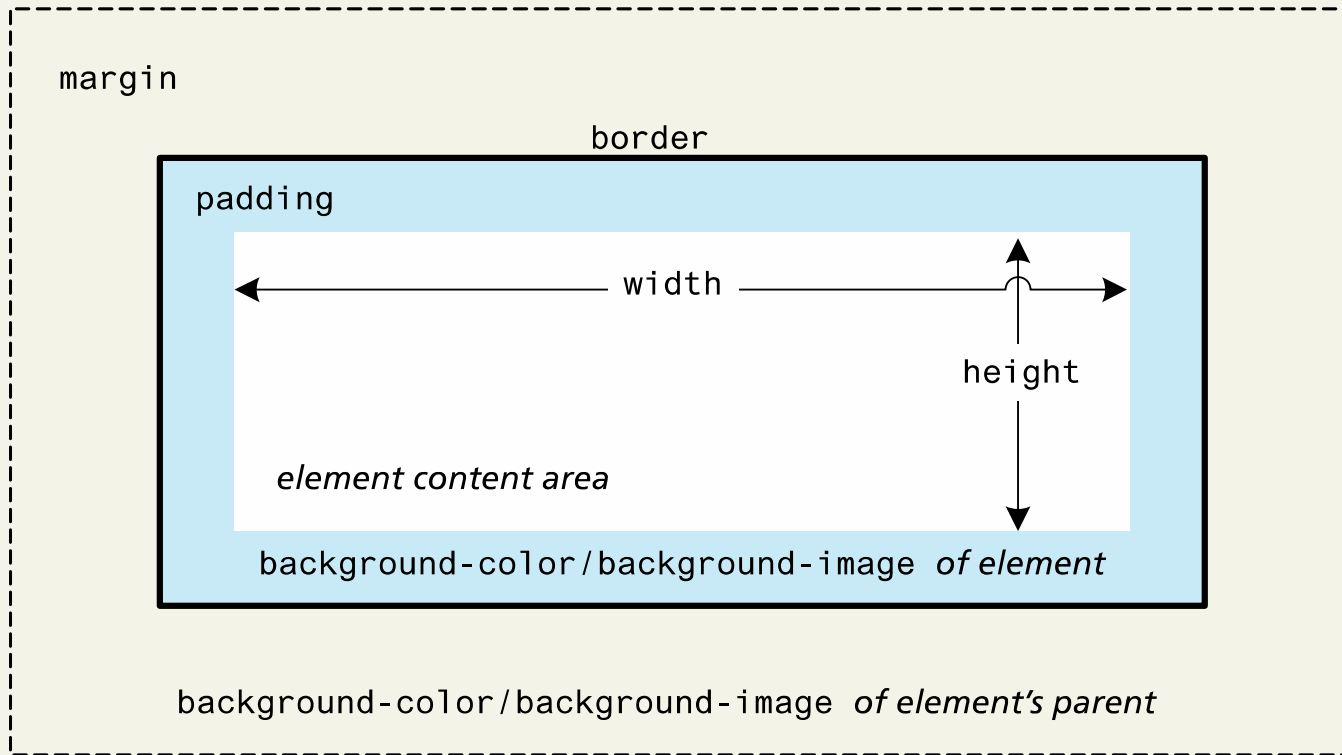 margin
border
padding
width
height
element content area
background-color/background-image of element
background-color/background-image of element’s parent